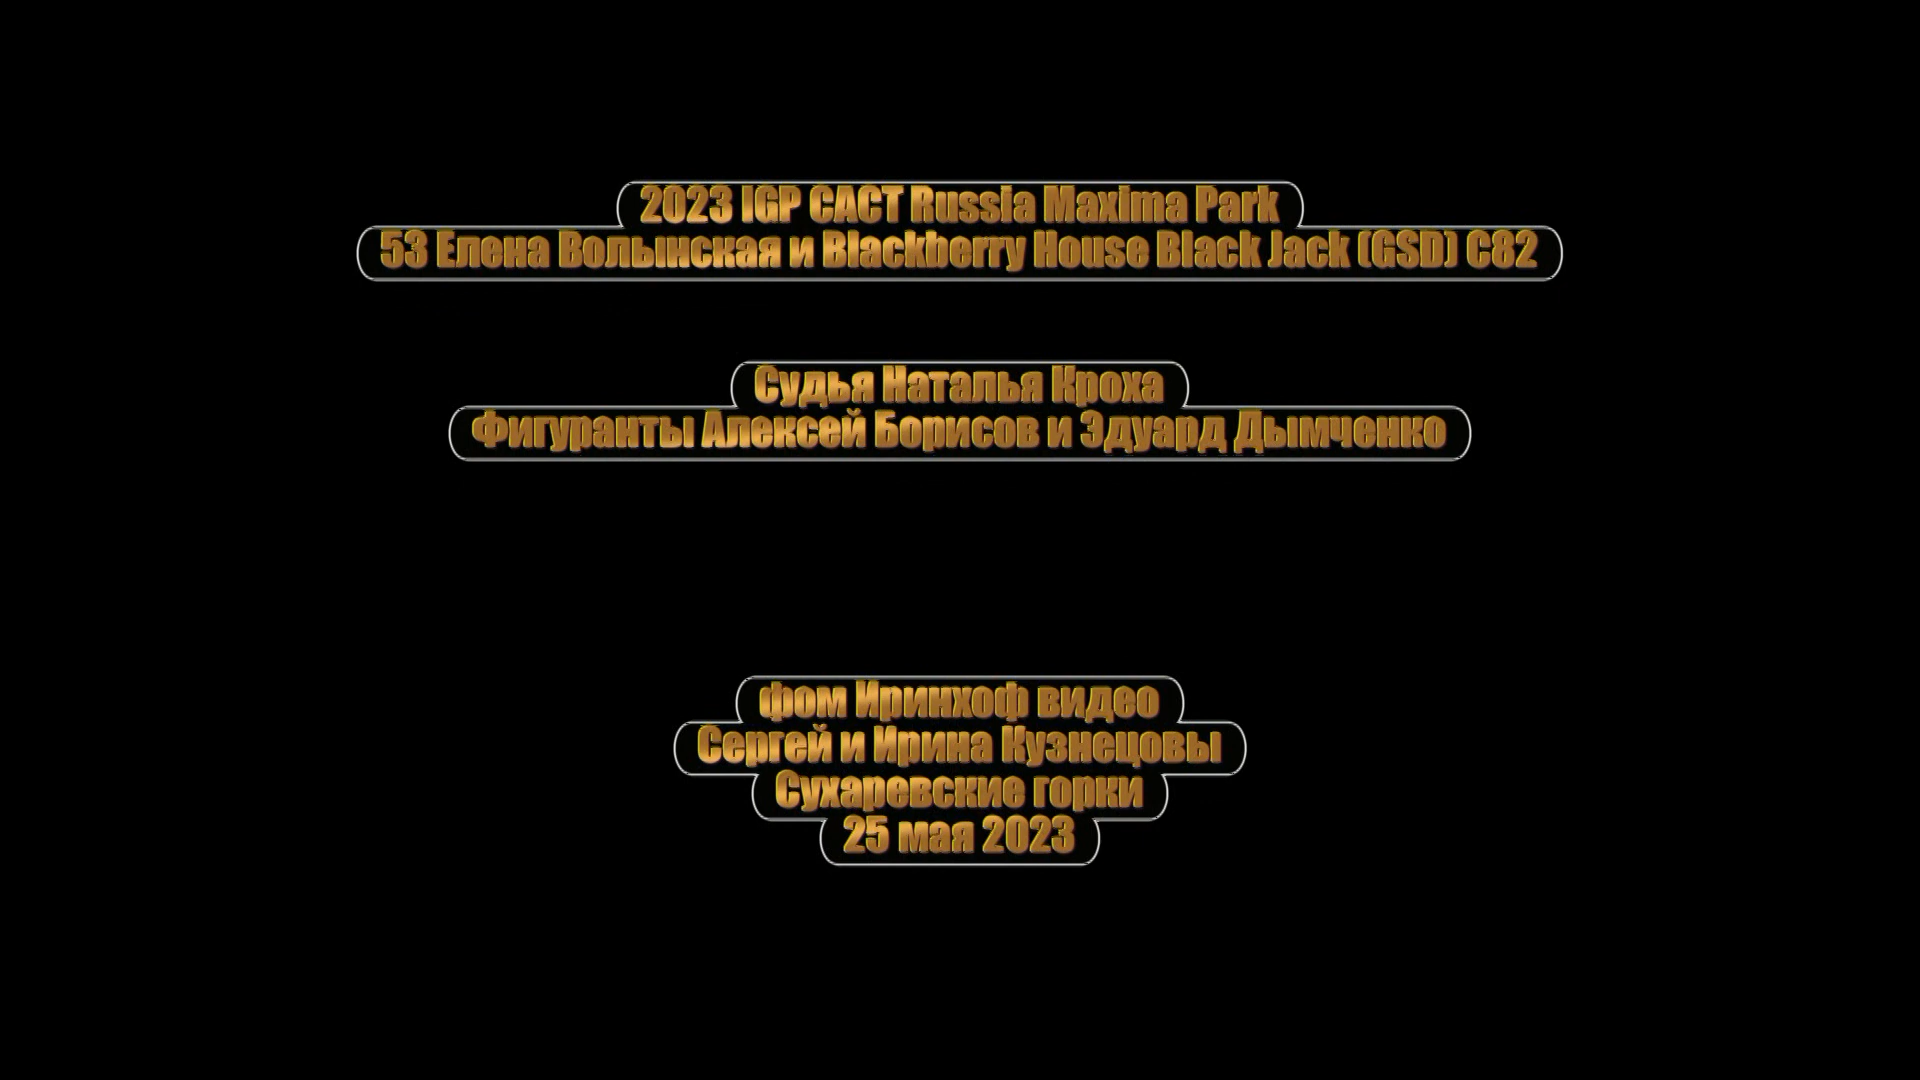 2023 IGP CACT Russia Maxima Park
53 Елена Волынская и Blackberry House Black Jack (GSD) C82
Судья Наталья Кроха
Фигуранты Алексей Борисов и Эдуард Дымченко
фом Иринхоф видео
Сергей и Ирина Кузнецовы
Сухаревские горки
25 мая 2023